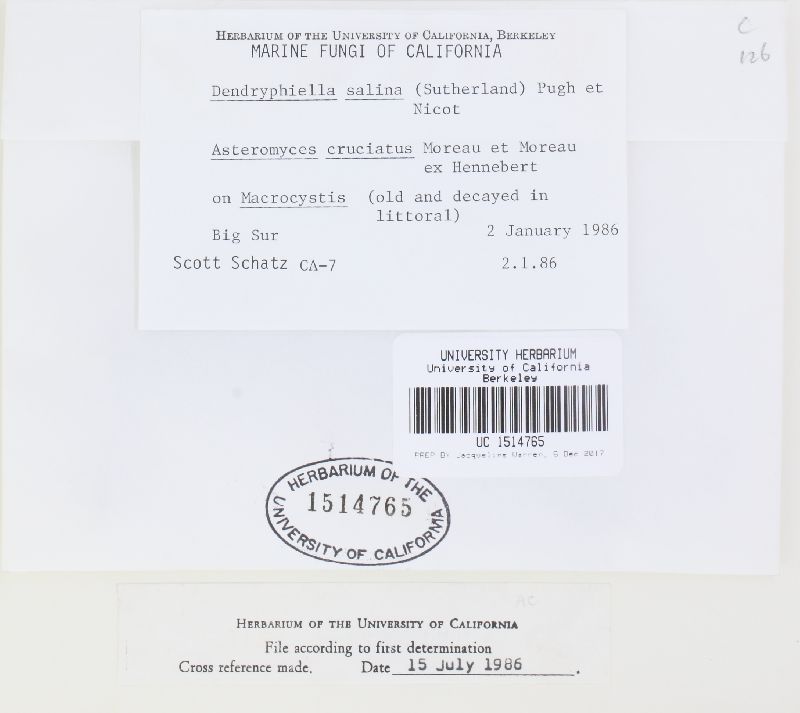 C
126
HERBARIUM OF THE UNIVERSITY OF CALIFORNIA, BERKELEY
MARINE FUNGI OF CALIFORNIA
Dendryphiella salina (Sutherland) Pugh et
Nicot
Asteromyces cruciatus Moreau et Moreau
ex Hennebert
on Macrocystis (old and decayed in
littoral)
Big Sur 2 January 1986
Scott Schatz CA-7 2.1.86
UNIVERSITY HERBARIUM
University of California
Berkeley
UC 1514765
PREP BY Jacqueline Warren, 5 Dec 2017
HERBARIUM OF THE
1514765
UNIVERSITY OF CALIFORNIA
AC
HERBARIUM OF THE UNIVERSITY OF CALIFORNIA
File according to first determination
Cross reference made. Date 15 July 1986.